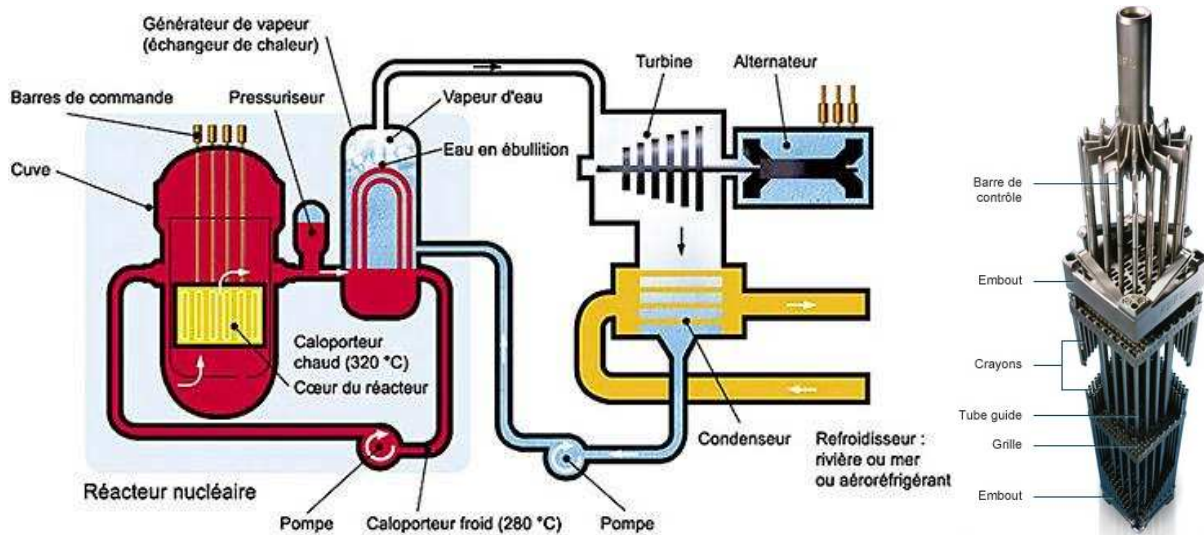 Générateur de vapeur
(échangeur de chaleur)
Barres de commande
Pressuriseur
Vapeur d'eau
Turbine
Alternateur
Eau en ébullition
Cuve
Caloporteur
chaud (320 °C)
Cœur du réacteur
Condenseur
Refroidisseur :
rivière ou mer
ou aéroréfrigérant
Réacteur nucléaire
Pompe
Caloporteur froid (280 °C)
Pompe
Barre de
contrôle
Embout
Crayons
Tube guide
Grille
Embout